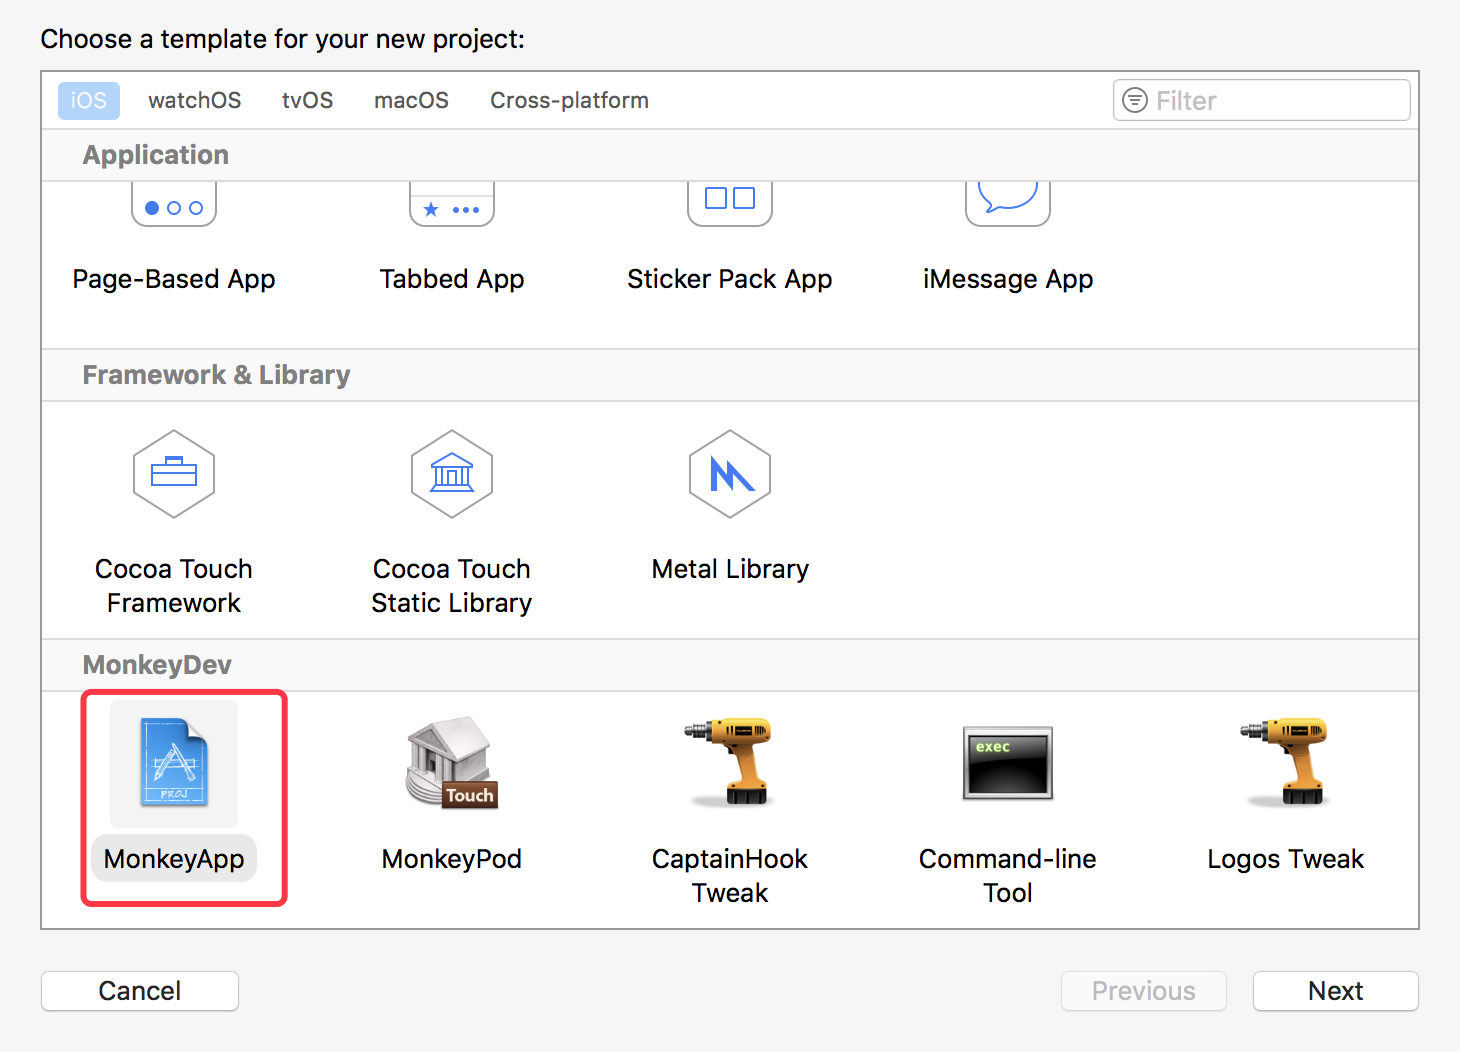 Choose a template for your new project:
iOS watchOS tvOS macOS Cross-platform Filter
Application
Page-Based App Tabbed App Sticker Pack App iMessage App
Framework & Library
Cocoa Touch Framework
Cocoa Touch Static Library
Metal Library
MonkeyDev
PROJ
Touch
exec
MonkeyApp
MonkeyPod
CaptainHook
Tweak
Command-line
Tool
Logos Tweak
Cancel Previous Next